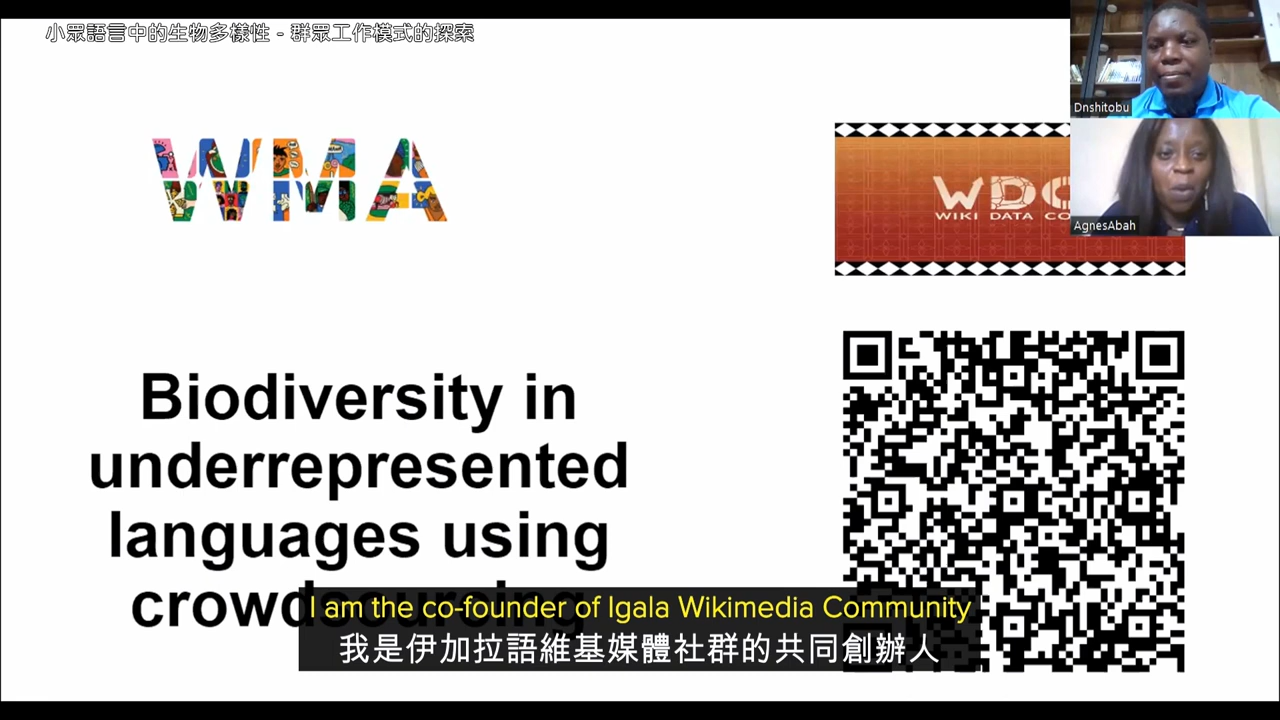 小眾語言中的生物多樣性 - 群眾工作模式的探索
WMA
WDC
WIKI DATA CO
Dnshitobu
AgnesAbah
Biodiversity in
underrepresented
languages using
crowdsourcing
I am the co-founder of Igala Wikimedia Community
我是伊加拉語維基媒體社群的共同創辦人